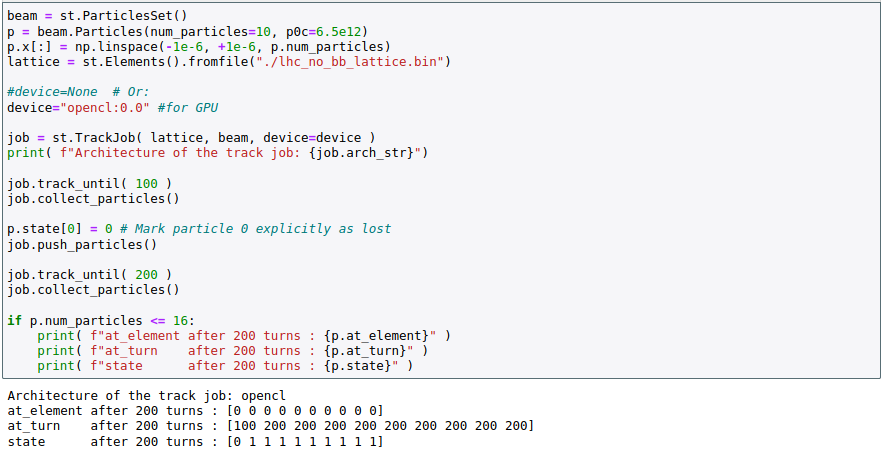 beam = st.ParticlesSet()
p = beam.Particles(num_particles=10, p0c=6.5e12)
p.x[:] = np.linspace(-1e-6, +1e-6, p.num_particles)
lattice = st.Elements().fromfile("./lhc_no_bb_lattice.bin")

#device=None  # Or:
device="opencl:0.0" #for GPU

job = st.TrackJob( lattice, beam, device=device )
print( f"Architecture of the track job: {job.arch_str}")

job.track_until( 100 )
job.collect_particles()

p.state[0] = 0 # Mark particle 0 explicitly as lost
job.push_particles()

job.track_until( 200 )
job.collect_particles()

if p.num_particles <= 16:
    print( f"at_element after 200 turns : {p.at_element}" )
    print( f"at_turn    after 200 turns : {p.at_turn}" )
    print( f"state      after 200 turns : {p.state}" )

Architecture of the track job: opencl
at_element after 200 turns : [0 0 0 0 0 0 0 0 0 0]
at_turn    after 200 turns : [100 200 200 200 200 200 200 200 200 200]
state      after 200 turns : [0 1 1 1 1 1 1 1 1 1]